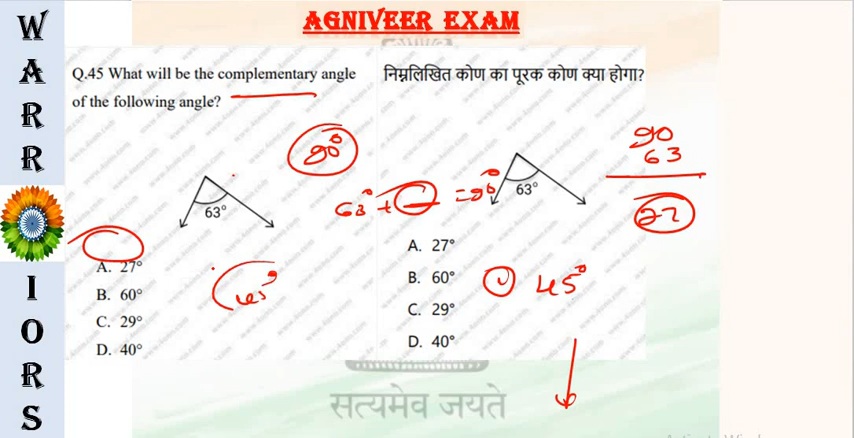 AGNIVEER EXAM
W
A
R
R
I
O
R
S
Q.45 What will be the complementary angle
of the following angle?
90°
63°
A. 27°
B. 60°
C. 29°
D. 40°
45°
निम्नलिखित कोण का पूरक कोण क्या होगा?
63° + = 90°
63°
90
63
27
A. 27°
B. 60°
C. 29°
D. 40°
45°
सत्यमेव जयते